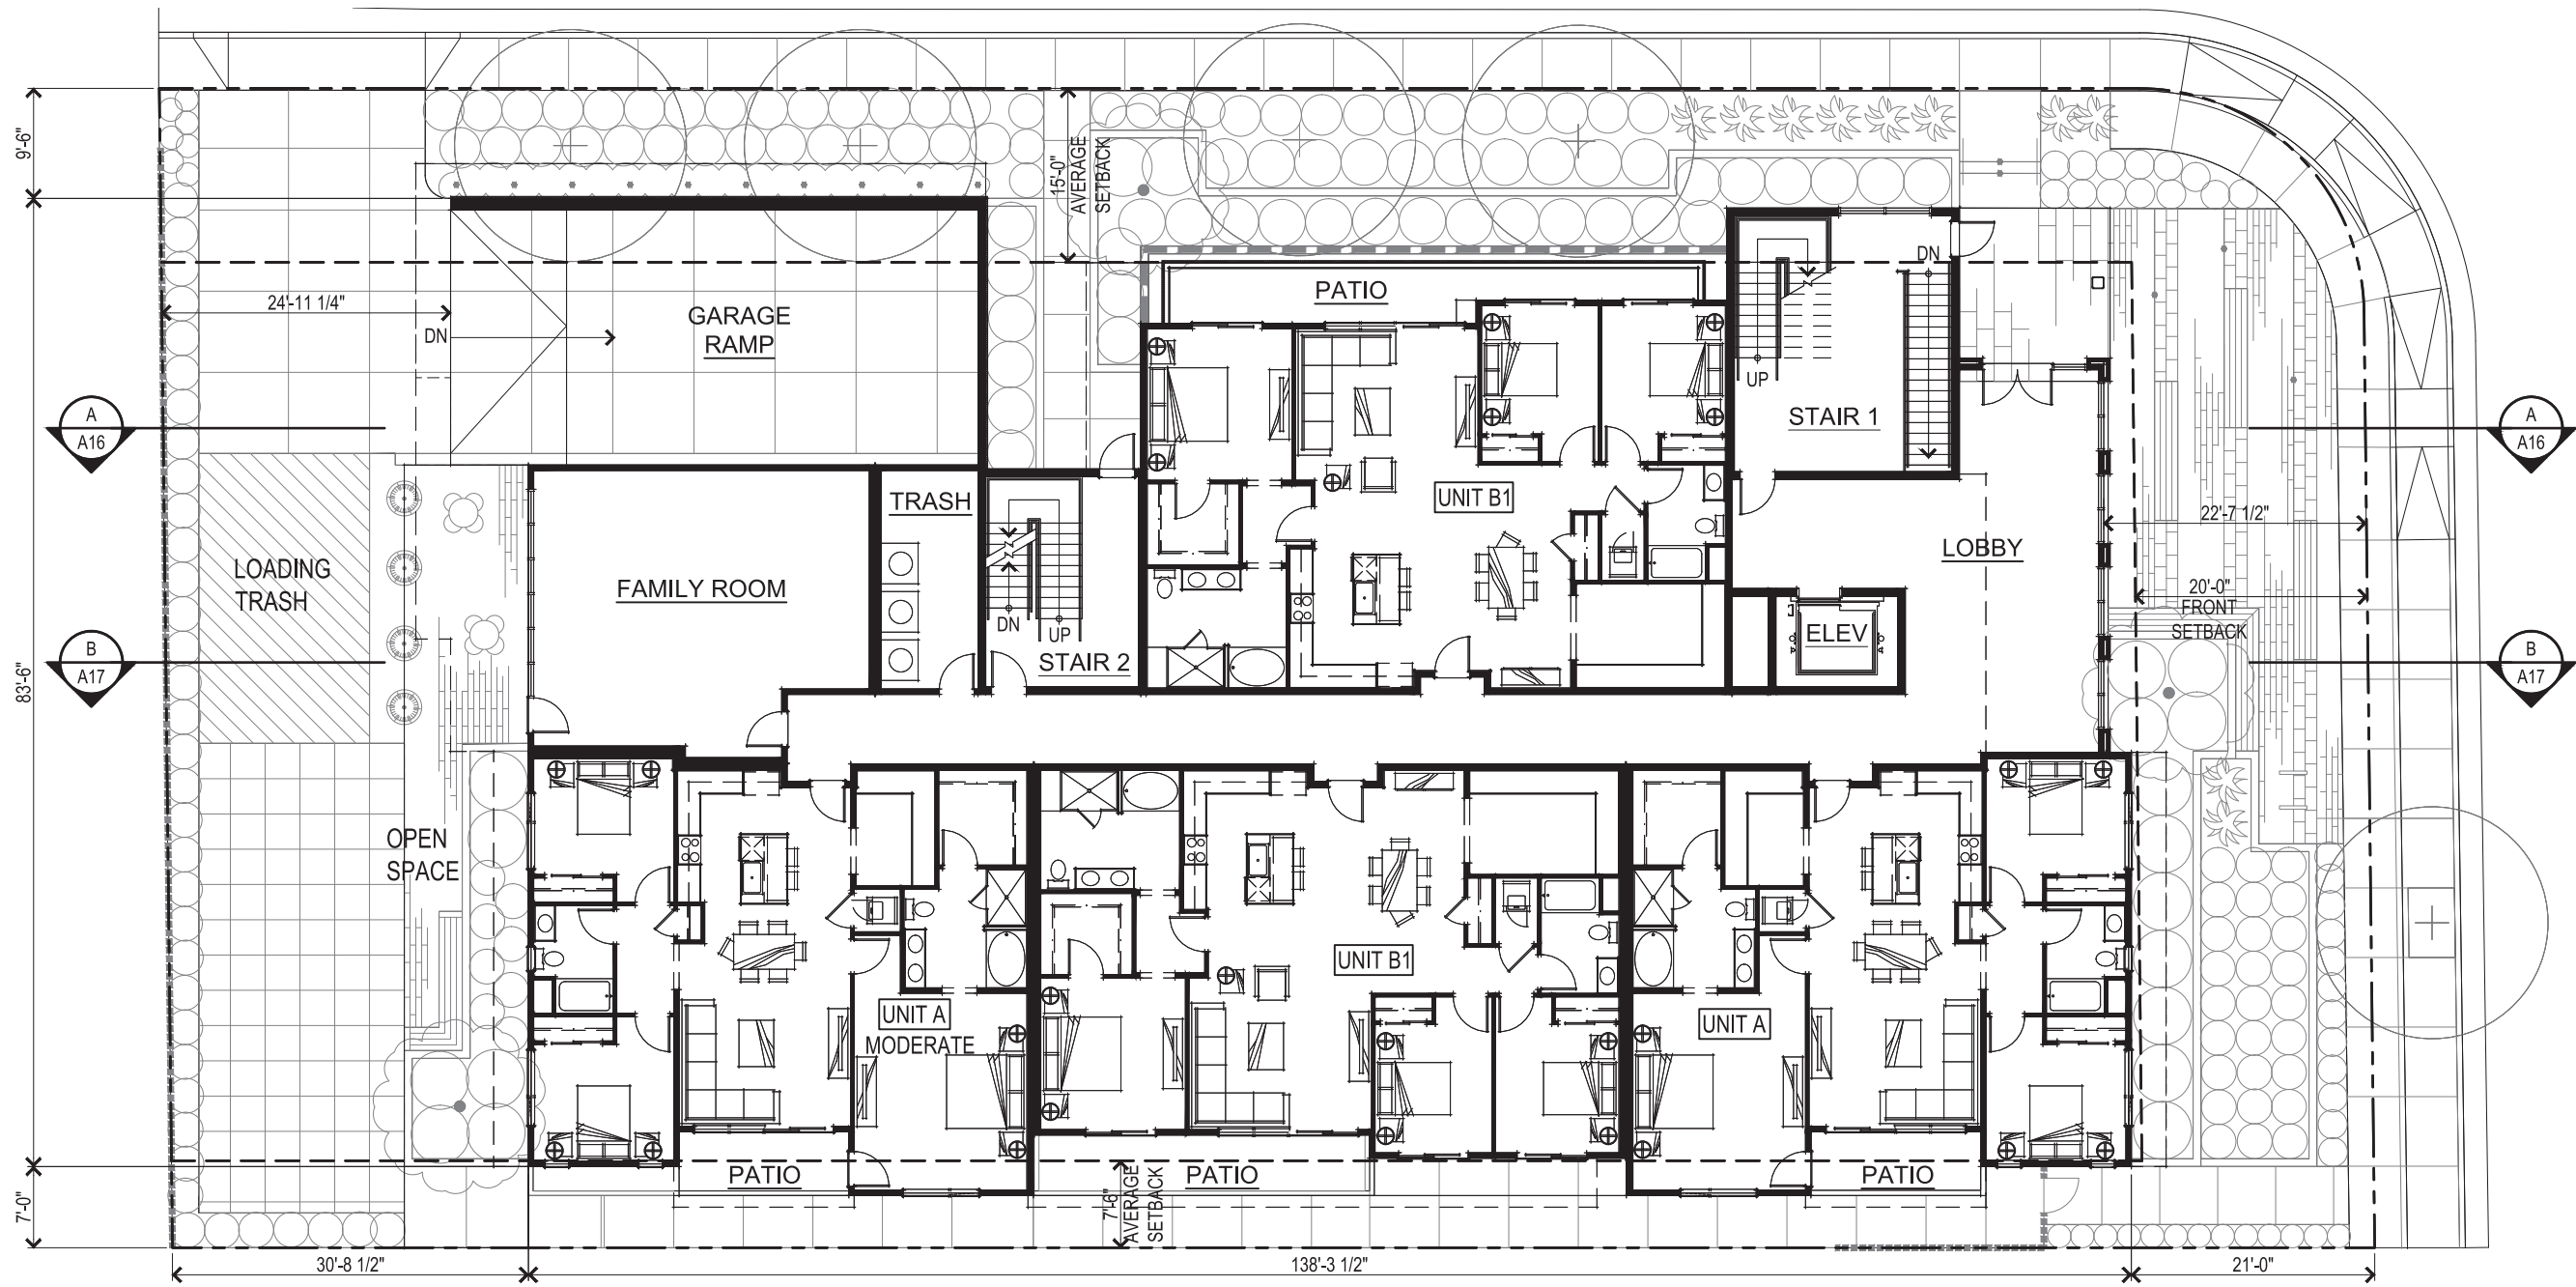 9'-6"
15'-0"
AVERAGE
SETBACK
24'-11 1/4"
DN
GARAGE
RAMP
PATIO
DN
UP
STAIR 1
A
A16
A
A16
TRASH
UNIT B1
22'-7 1/2"
LOBBY
LOADING
TRASH
FAMILY ROOM
20'-0"
FRONT
SETBACK
DN
UP
STAIR 2
ELEV
B
A17
B
A17
83'-6"
OPEN
SPACE
UNIT B1
UNIT A
MODERATE
UNIT A
PATIO
PATIO
PATIO
7'-0"
7'-6"
AVERAGE
SETBACK
30'-8 1/2"
138'-3 1/2"
21'-0"